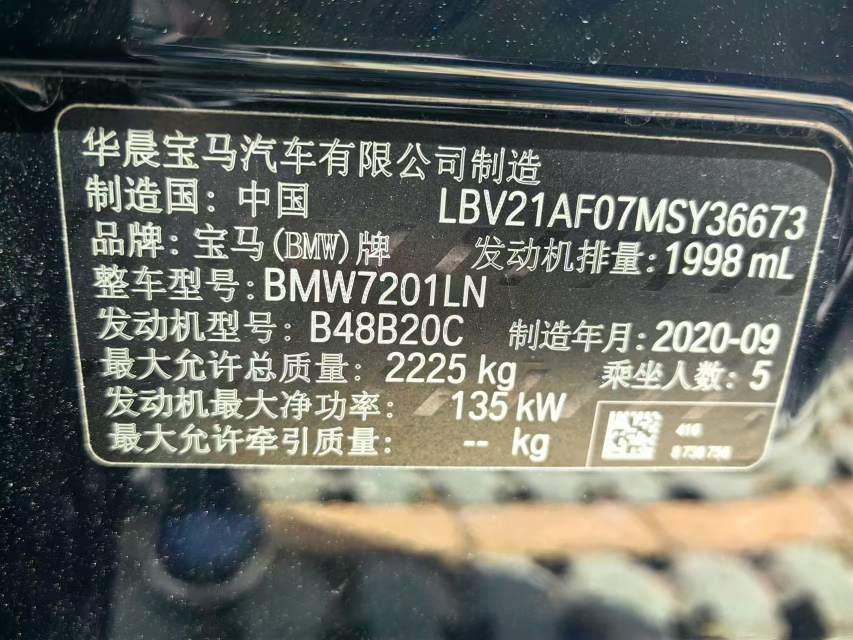 华晨宝马汽车有限公司制造
制造国: 中国 LBV21AF07MSY36673
品牌: 宝马(BMW)牌 发动机排量: 1998 mL
整车型号: BMW7201LN
发动机型号: B48B20C 制造年月: 2020-09
最大允许总质量: 2225 kg 乘坐人数: 5
发动机最大净功率: 135 kW
最大允许牵引质量: -- kg
416